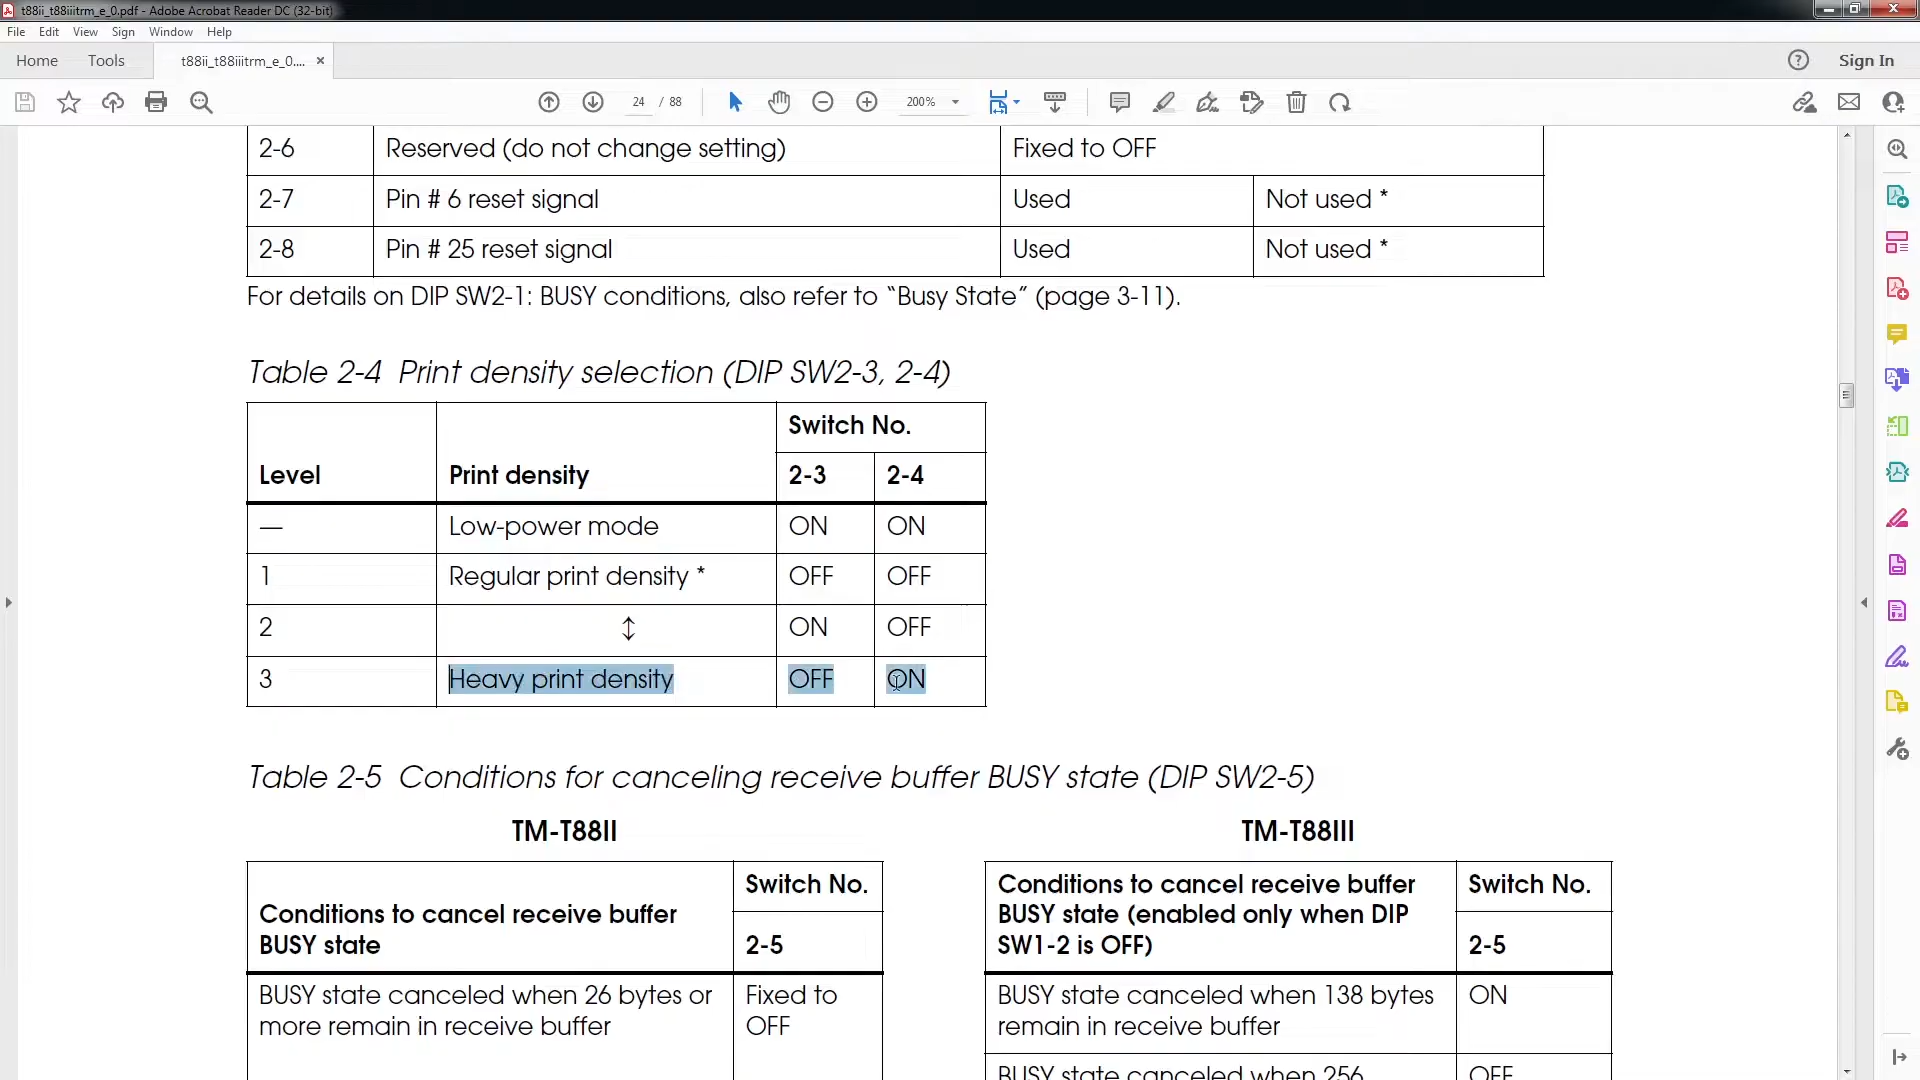 t88ii_t88iiitrm_e_0.pdf - Adobe Acrobat Reader DC (32-bit)
File Edit View Sign Window Help
Home Tools t88ii_t88iiitrm_e_0.... × Sign In
24 / 88 200%
2-6 Reserved (do not change setting) Fixed to OFF
2-7 Pin # 6 reset signal Used Not used *
2-8 Pin # 25 reset signal Used Not used *
For details on DIP SW2-1: BUSY conditions, also refer to “Busy State” (page 3-11).
Table 2-4 Print density selection (DIP SW2-3, 2-4)
Switch No.
Level Print density 2-3 2-4
— Low-power mode ON ON
1 Regular print density * OFF OFF
2 ↕ ON OFF
3 Heavy print density OFF ON
Table 2-5 Conditions for canceling receive buffer BUSY state (DIP SW2-5)
TM-T88II
Conditions to cancel receive buffer
BUSY state
Switch No.
2-5
BUSY state canceled when 26 bytes or
more remain in receive buffer
Fixed to
OFF
TM-T88III
Conditions to cancel receive buffer
BUSY state (enabled only when DIP
SW1-2 is OFF)
Switch No.
2-5
BUSY state canceled when 138 bytes
remain in receive buffer
ON
BUSY state canceled when 256
OFF